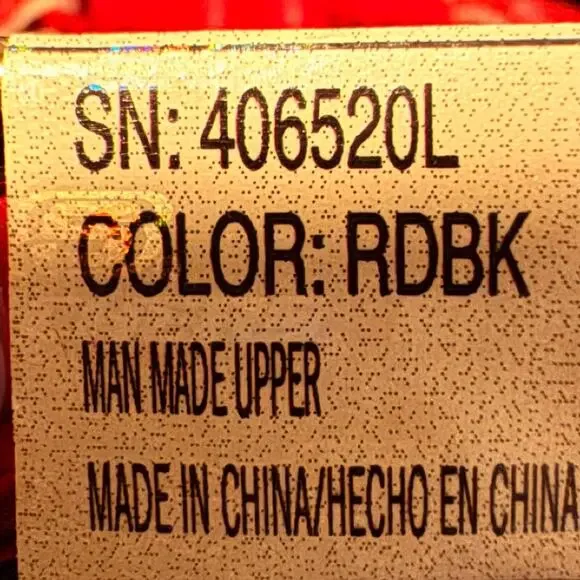 SN: 406520L
COLOR: RDBK
MAN MADE UPPER
MADE IN CHINA/HECHO EN CHINA